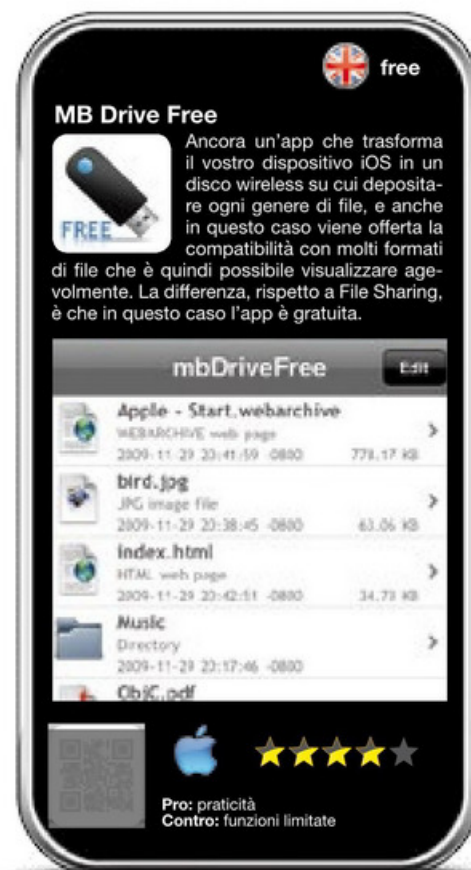 free
MB Drive Free
FREE
Ancora un'app che trasforma
il vostro dispositivo iOS in un
disco wireless su cui deposita-
re ogni genere di file, e anche
in questo caso viene offerta la
compatibilità con molti formati
di file che è quindi possibile visualizzare age-
volmente. La differenza, rispetto a File Sharing,
è che in questo caso l'app è gratuita.
mbDriveFree Edit
Apple - Start.webarchive
WEBARCHIVE web page
2009-11-29 23:41:59 -0800 778.17 KB
bird.jpg
JPG image file
2009-11-29 23:38:45 -0800 63.06 KB
index.html
HTML web page
2009-11-29 23:42:51 -0800 34.73 KB
Music
Directory
2009-11-29 23:17:46 -0800
ObjC.pdf
Pro: praticità
Contro: funzioni limitate